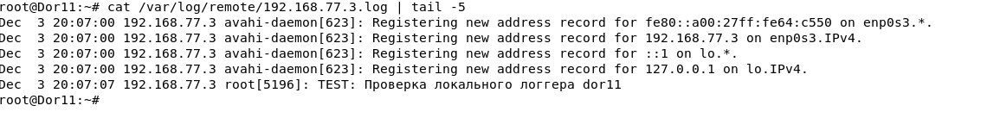 root@Dor11:~# cat /var/log/remote/192.168.77.3.log | tail -5
Dec  3 20:07:00 192.168.77.3 avahi-daemon[623]: Registering new address record for fe80::a00:27ff:fe64:c550 on enp0s3.*.
Dec  3 20:07:00 192.168.77.3 avahi-daemon[623]: Registering new address record for 192.168.77.3 on enp0s3.IPv4.
Dec  3 20:07:00 192.168.77.3 avahi-daemon[623]: Registering new address record for ::1 on lo.*.
Dec  3 20:07:00 192.168.77.3 avahi-daemon[623]: Registering new address record for 127.0.0.1 on lo.IPv4.
Dec  3 20:07:07 192.168.77.3 root[5196]: TEST: Проверка локального логгера dor11
root@Dor11:~#